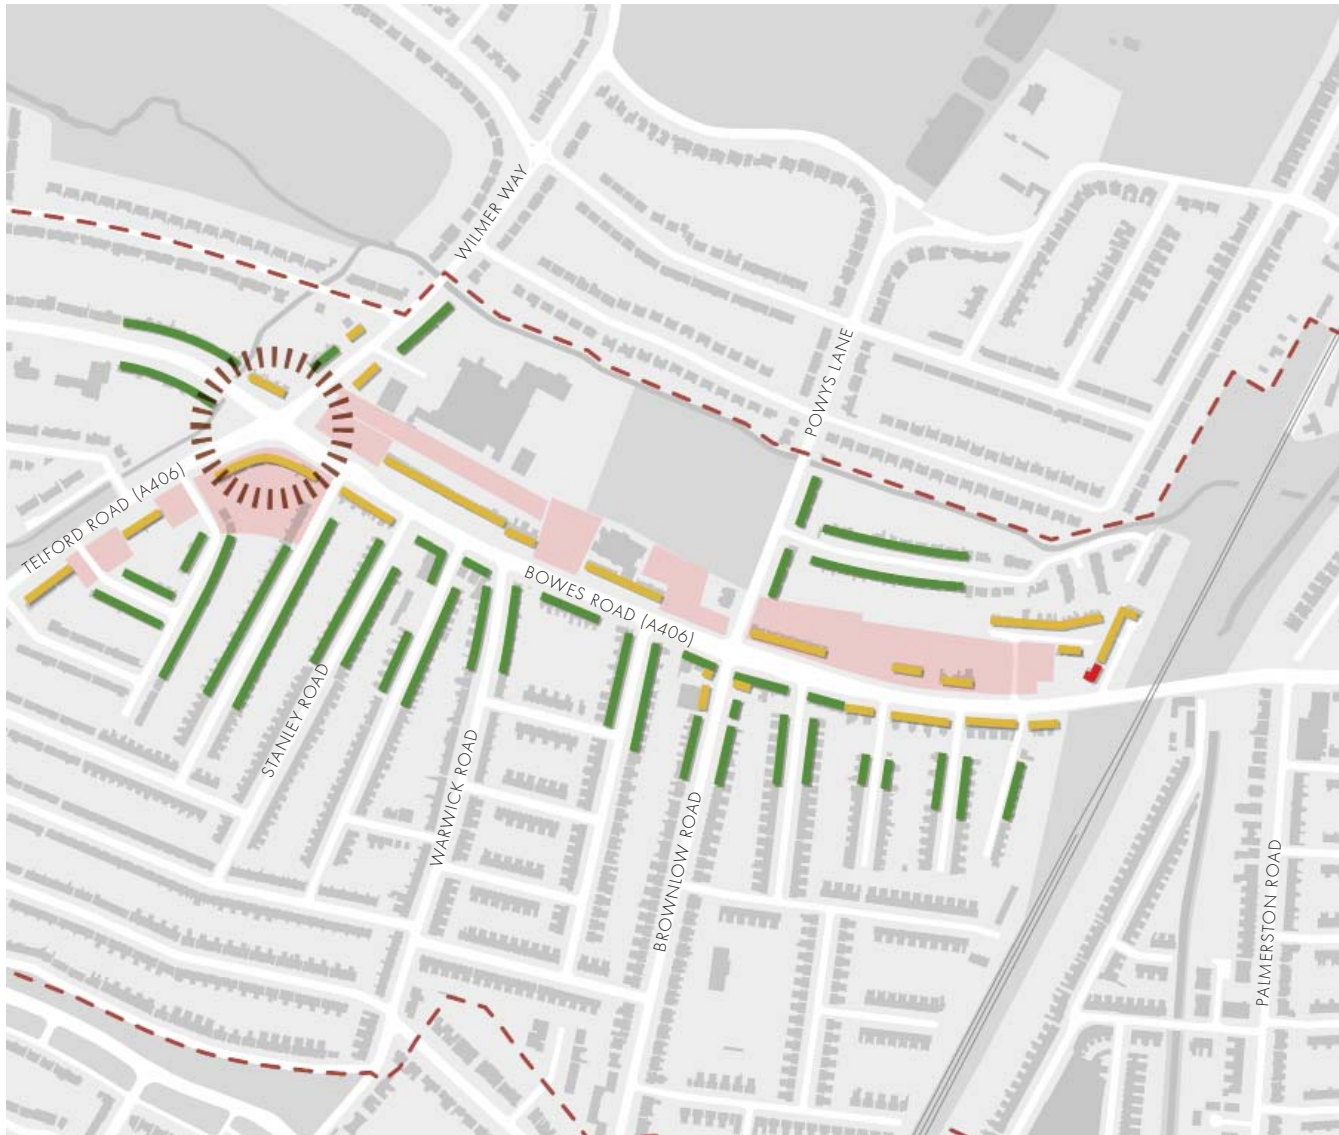 WILMER WAY
POWYS LANE
TELFORD ROAD (A406)
BOWES ROAD (A406)
STANLEY ROAD
WARWICK ROAD
BROWNLOW ROAD
PALMERSTON ROAD